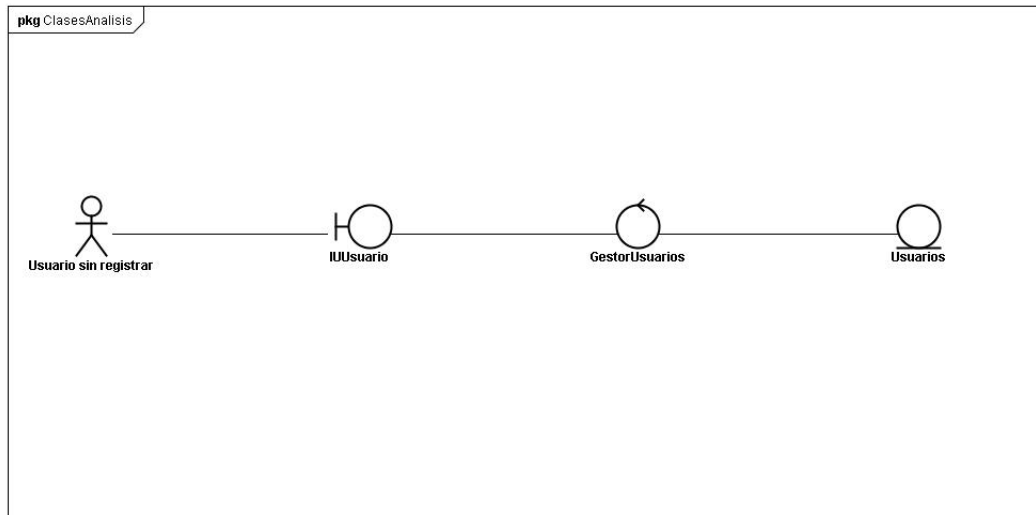 pkg ClasesAnalisis
Usuario sin registrar
IUUsuario
GestorUsuarios
Usuarios